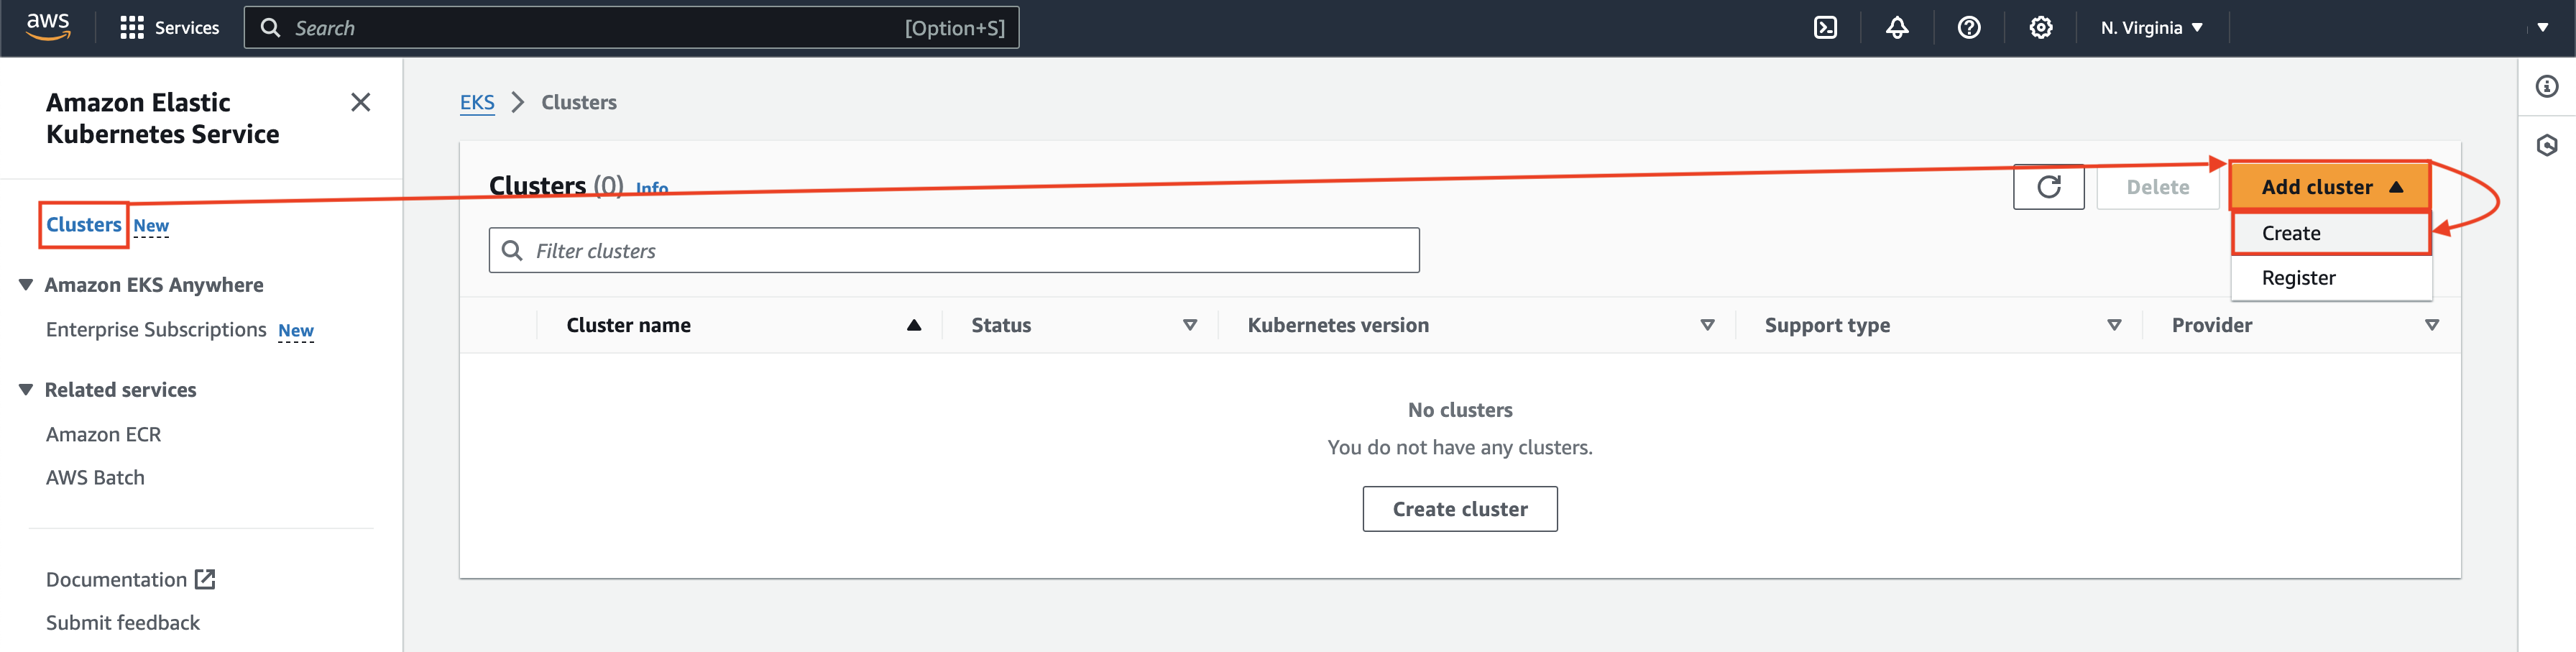 aws
Services
Search
[Option+S]
N. Virginia
Amazon Elastic
Kubernetes Service
Clusters New
Amazon EKS Anywhere
Enterprise Subscriptions New
Related services
Amazon ECR
AWS Batch
Documentation
Submit feedback
EKS
Clusters
Clusters (0) Info
Delete
Add cluster
Create
Register
Filter clusters
Cluster name
Status
Kubernetes version
Support type
Provider
No clusters
You do not have any clusters.
Create cluster